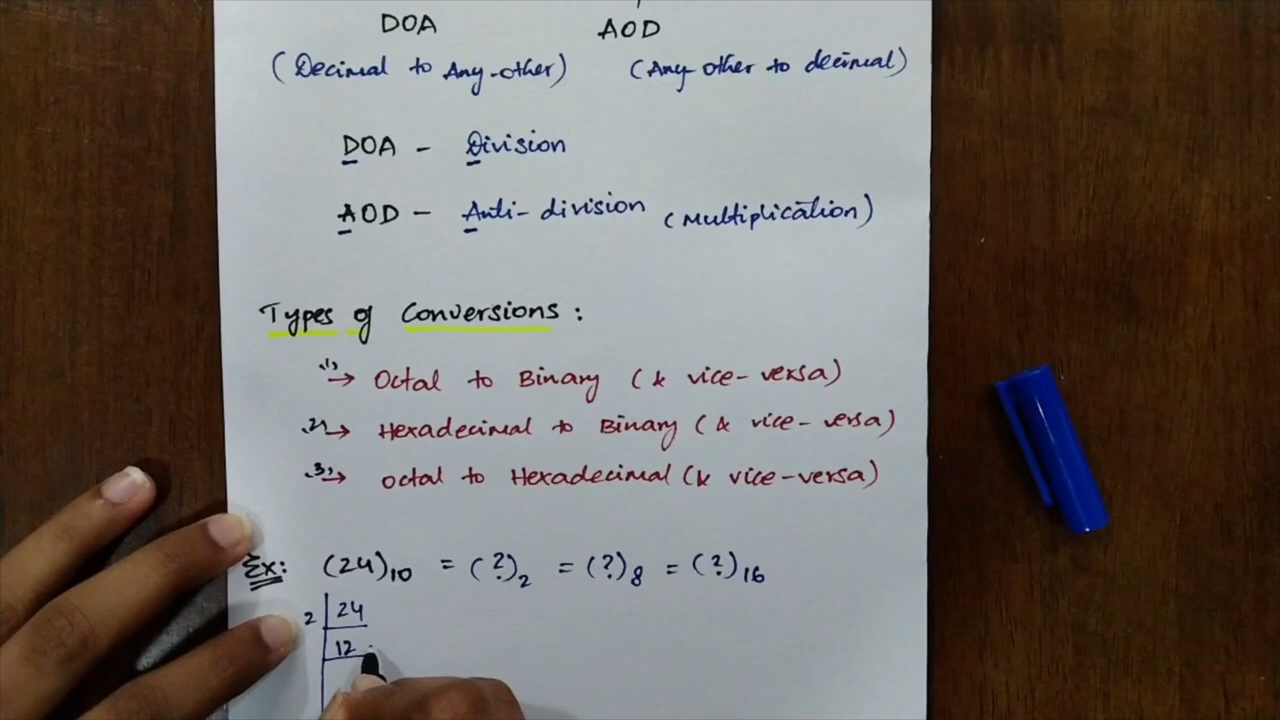 DOA AOD
(Decimal to Any-other) (Any other to decimal)
DOA - Division
AOD - Anti-division (Multiplication)
Types of Conversions:
1) → Octal to Binary (& vice-versa)
2) → Hexadecimal to Binary (& vice-versa)
3) → octal to Hexadecimal (& vice-versa)
Ex: (24)10 = (?)2 = (?)8 = (?)16
2 24
12